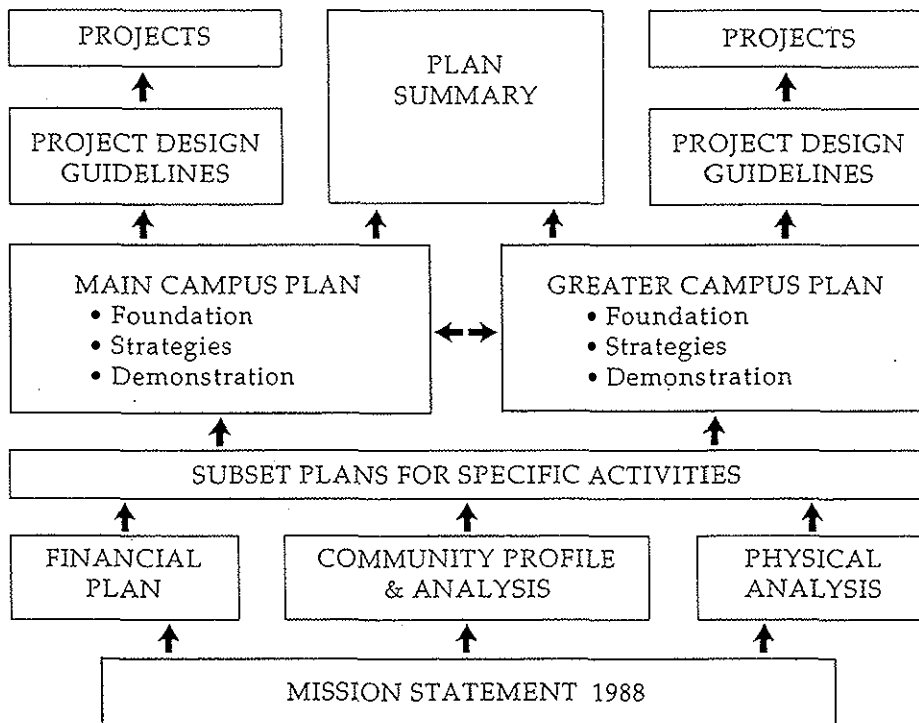 PROJECTS
PLAN
SUMMARY
PROJECTS
PROJECT DESIGN
GUIDELINES
PROJECT DESIGN
GUIDELINES
MAIN CAMPUS PLAN
• Foundation
• Strategies
• Demonstration
GREATER CAMPUS PLAN
• Foundation
• Strategies
• Demonstration
SUBSET PLANS FOR SPECIFIC ACTIVITIES
FINANCIAL
PLAN
COMMUNITY PROFILE
& ANALYSIS
PHYSICAL
ANALYSIS
MISSION STATEMENT 1988